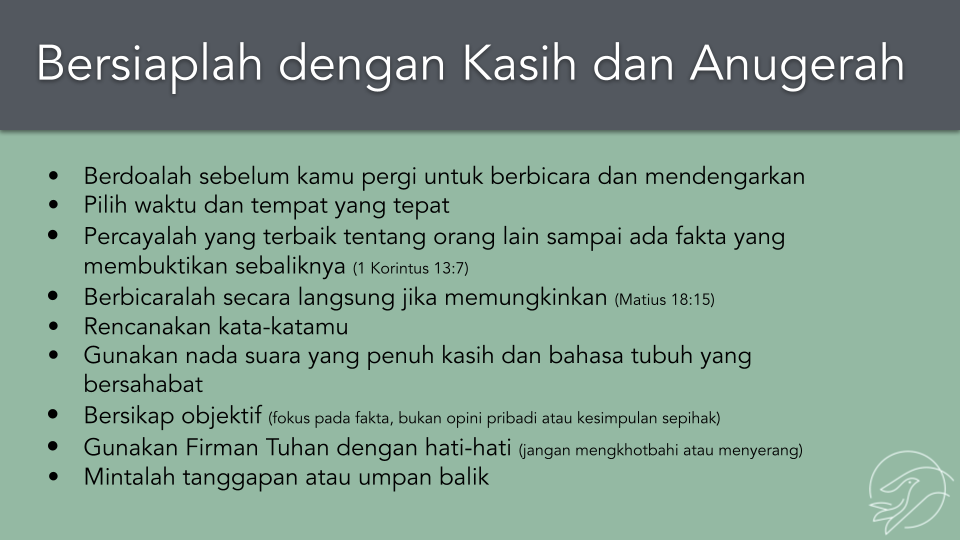 Bersiaplah dengan Kasih dan Anugerah
• Berdoalah sebelum kamu pergi untuk berbicara dan mendengarkan
• Pilih waktu dan tempat yang tepat
• Percayalah yang terbaik tentang orang lain sampai ada fakta yang
membuktikan sebaliknya (1 Korintus 13:7)
• Berbicaralah secara langsung jika memungkinkan (Matius 18:15)
• Rencanakan kata-katamu
• Gunakan nada suara yang penuh kasih dan bahasa tubuh yang
bersahabat
• Bersikap objektif (fokus pada fakta, bukan opini pribadi atau kesimpulan sepihak)
• Gunakan Firman Tuhan dengan hati-hati (jangan mengkhotbahi atau menyerang)
• Mintalah tanggapan atau umpan balik